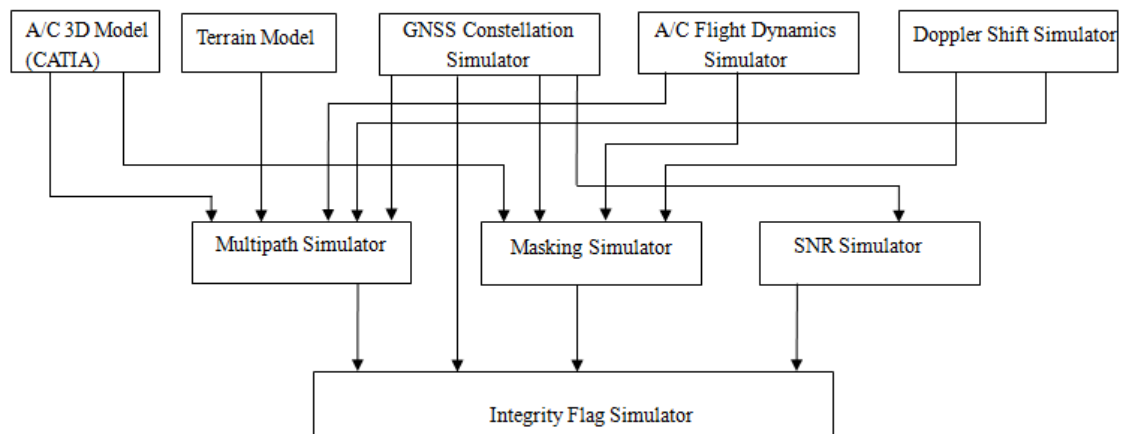 A/C 3D Model
(CATIA)
Terrain Model
GNSS Constellation
Simulator
A/C Flight Dynamics
Simulator
Doppler Shift Simulator
Multipath Simulator
Masking Simulator
SNR Simulator
Integrity Flag Simulator